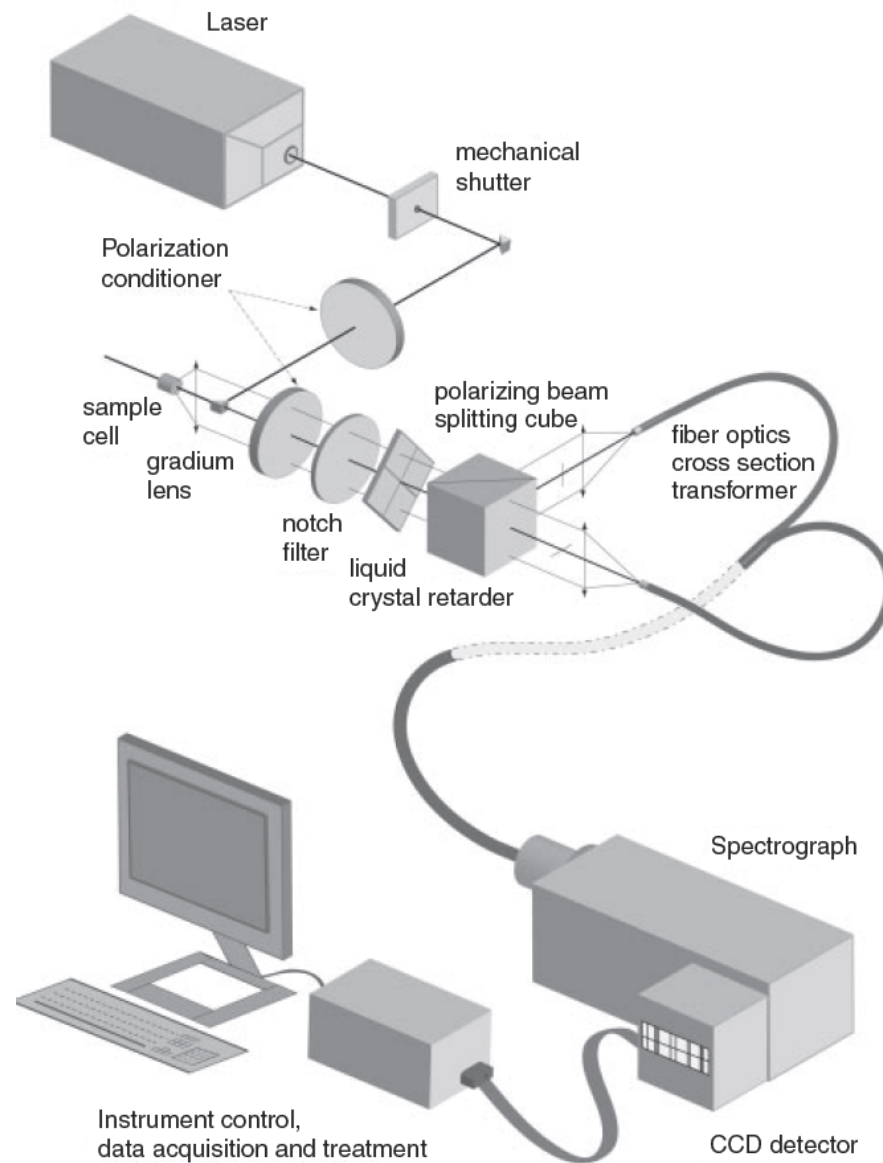 Laser
mechanical
shutter
Polarization
conditioner
sample
cell
gradium
lens
notch
filter
liquid
crystal retarder
polarizing beam
splitting cube
fiber optics
cross section
transformer
Spectrograph
Instrument control,
data acquisition and treatment
CCD detector